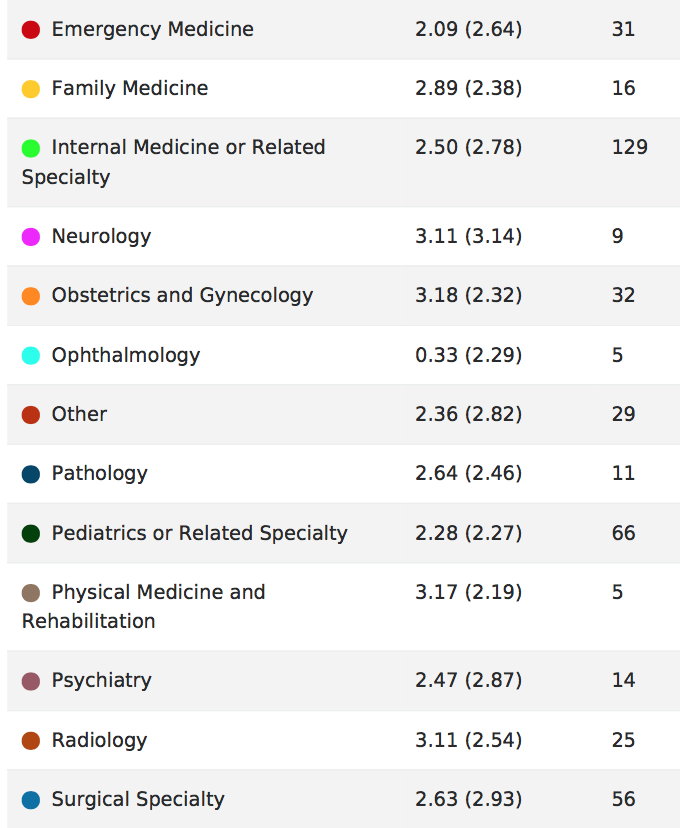 Emergency Medicine 2.09 (2.64) 31
Family Medicine 2.89 (2.38) 16
Internal Medicine or Related 2.50 (2.78) 129
Specialty
Neurology 3.11 (3.14) 9
Obstetrics and Gynecology 3.18 (2.32) 32
Ophthalmology 0.33 (2.29) 5
Other 2.36 (2.82) 29
Pathology 2.64 (2.46) 11
Pediatrics or Related Specialty 2.28 (2.27) 66
Physical Medicine and 3.17 (2.19) 5
Rehabilitation
Psychiatry 2.47 (2.87) 14
Radiology 3.11 (2.54) 25
Surgical Specialty 2.63 (2.93) 56